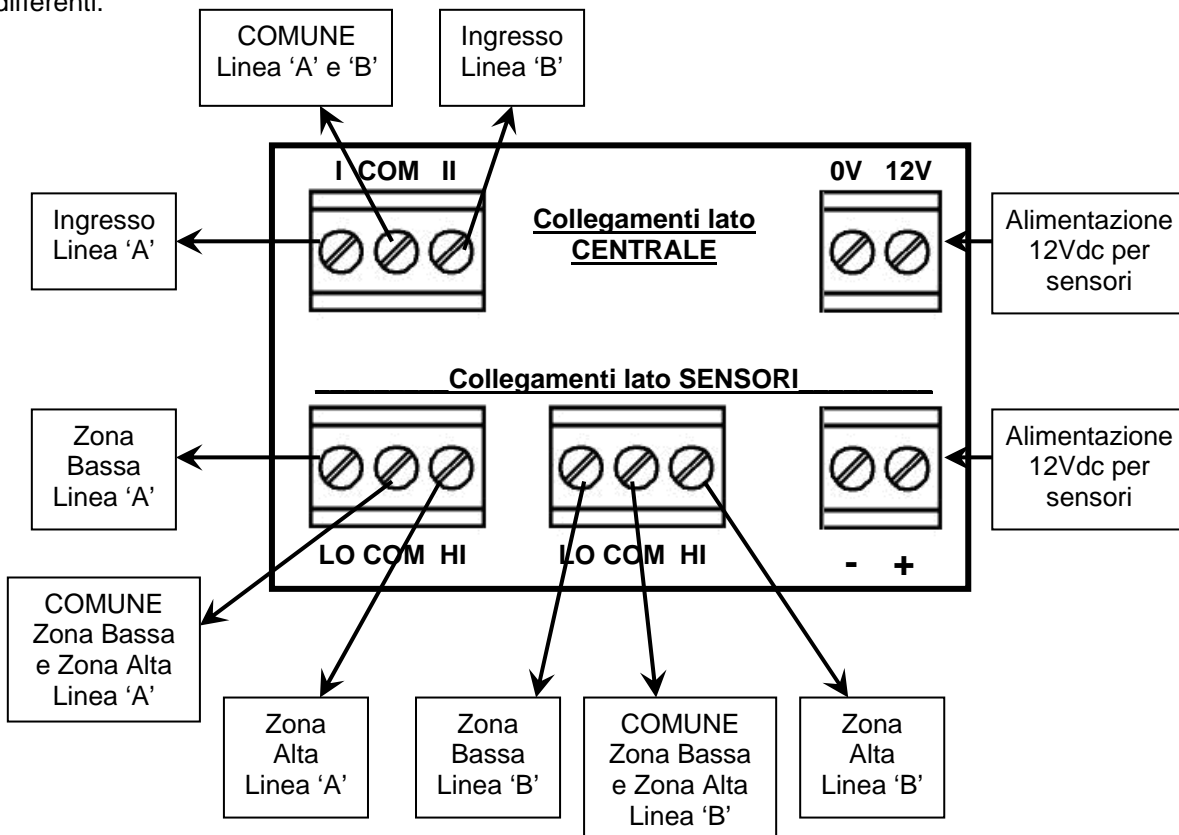 differenti.
COMUNE
Linea ‘A’ e ‘B’
Ingresso
Linea ‘B’
I COM II
0V 12V
Ingresso
Linea ‘A’
Collegamenti lato
CENTRALE
Alimentazione
12Vdc per
sensori
Collegamenti lato SENSORI
Zona
Bassa
Linea ‘A’
Alimentazione
12Vdc per
sensori
LO COM HI
LO COM HI
- +
COMUNE
Zona Bassa
e Zona Alta
Linea ‘A’
Zona
Alta
Linea ‘A’
Zona
Bassa
Linea ‘B’
COMUNE
Zona Bassa
e Zona Alta
Linea ‘B’
Zona
Alta
Linea ‘B’